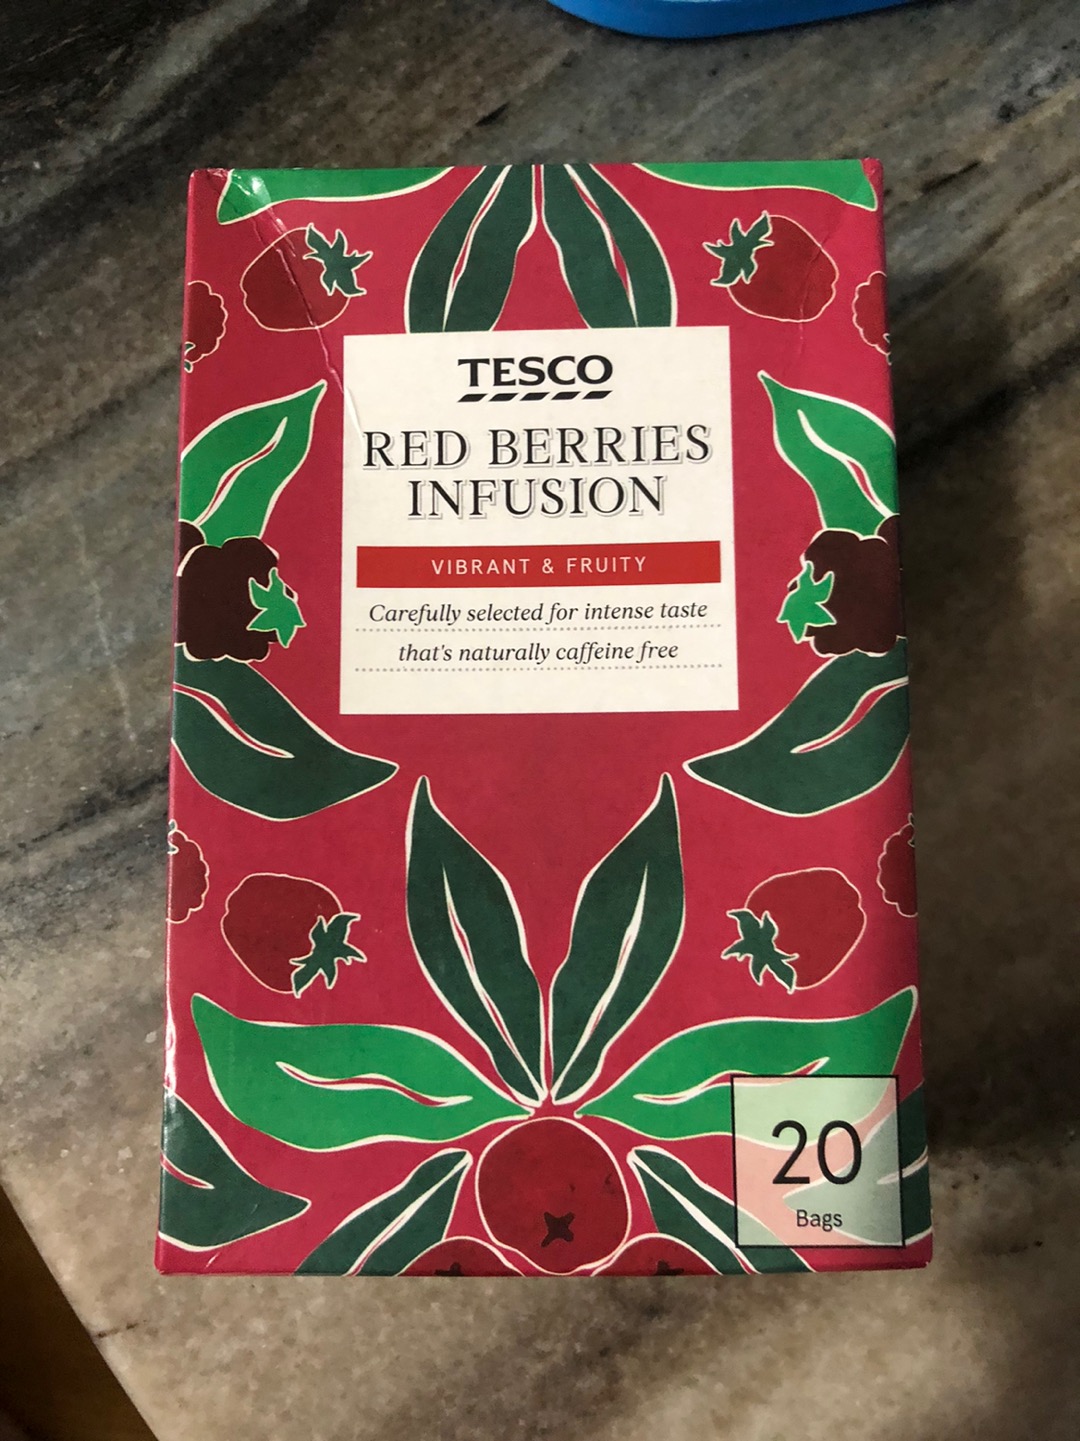 TESCO
RED BERRIES
INFUSION
VIBRANT & FRUITY
Carefully selected for intense taste
that's naturally caffeine free
20
Bags